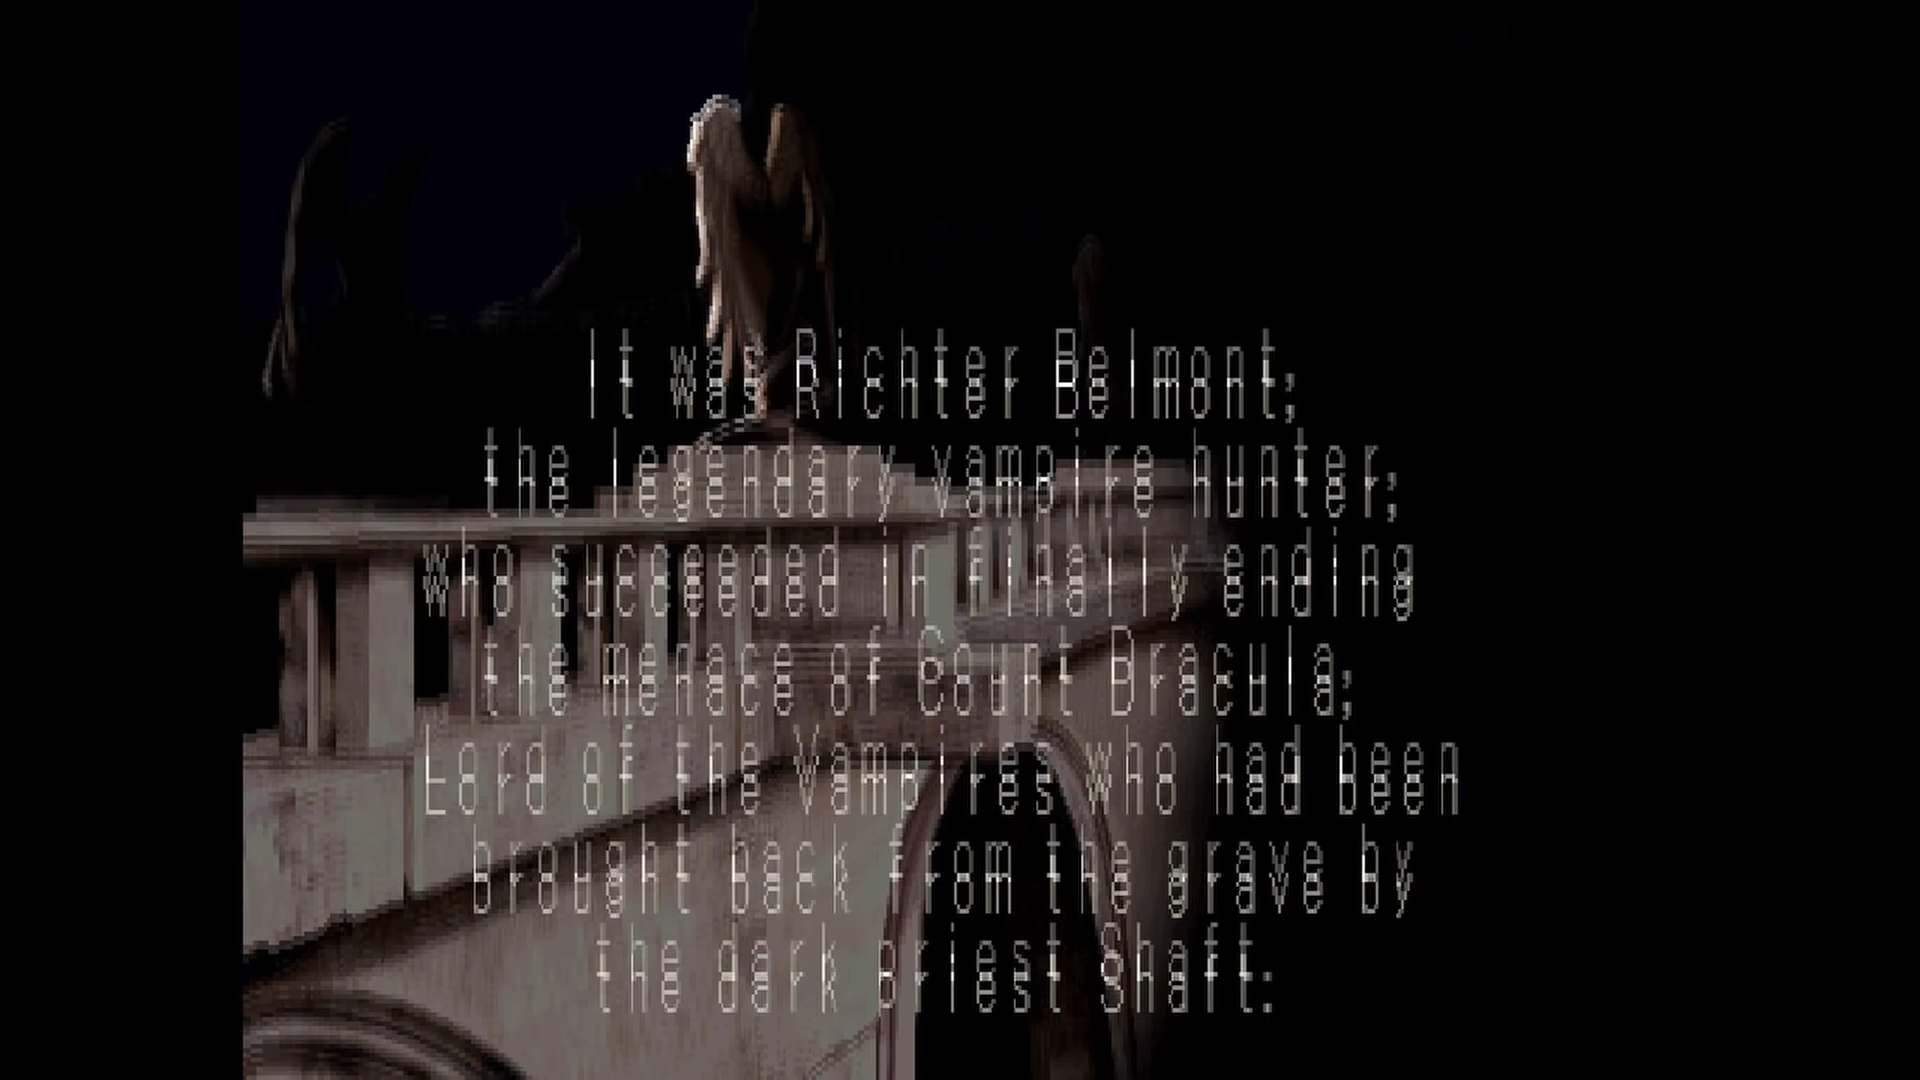 It was Richter Belmont,
the legendary vampire hunter,
who succeeded in finally ending
the menace of Count Dracula,
Lord of the Vampires who had been
brought back from the grave by
the dark priest Shaft.